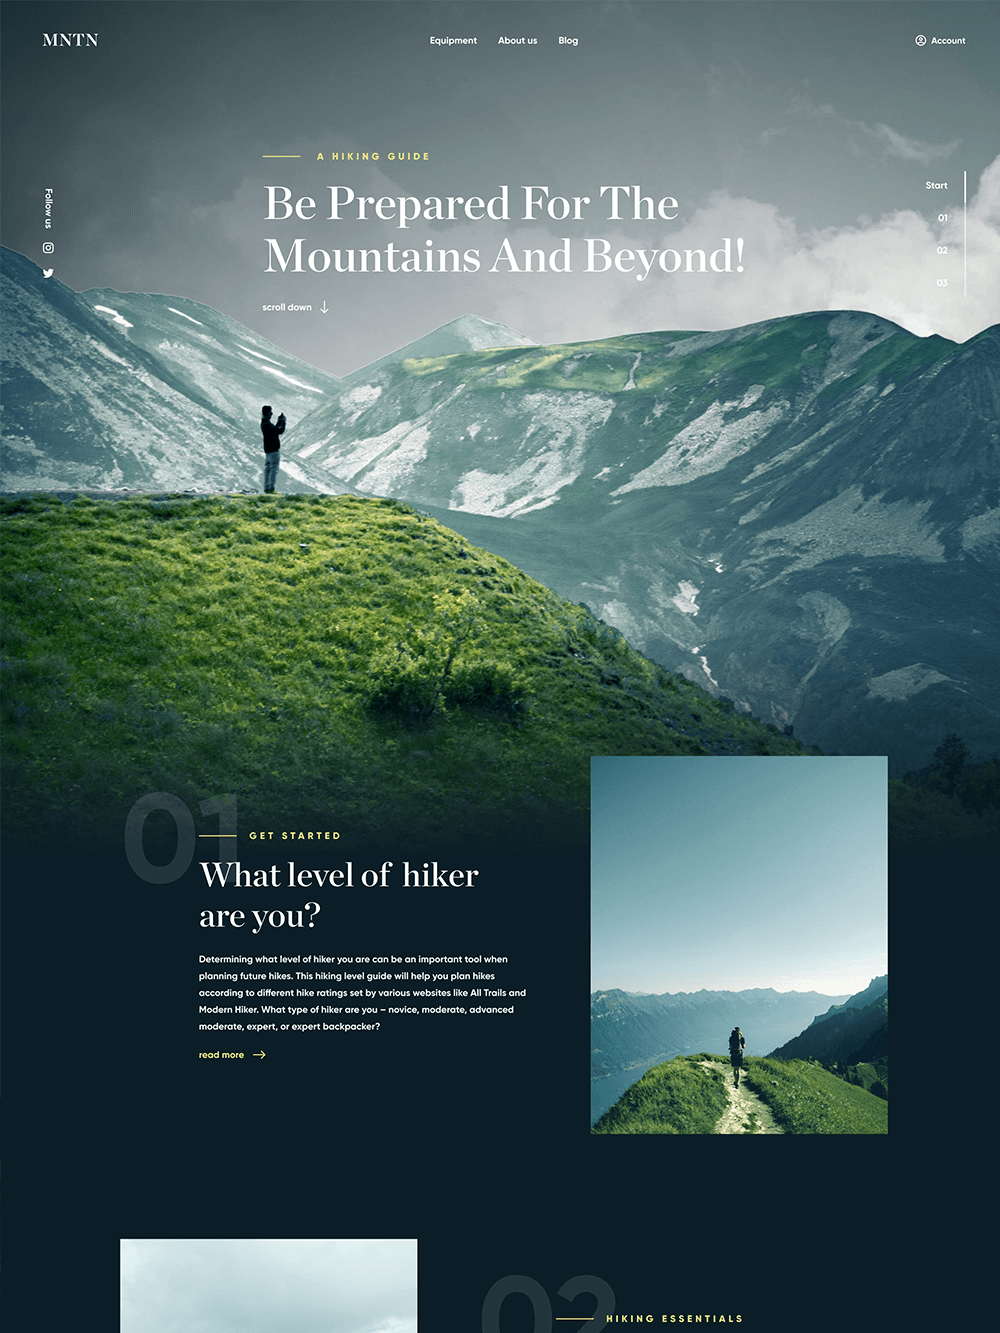 MNTN
Equipment
About us
Blog
Account
A HIKING GUIDE
Be Prepared For The
Mountains And Beyond!
scroll down
Follow us
Start
01
02
03
01
GET STARTED
What level of hiker
are you?
Determining what level of hiker you are can be an important tool when
planning future hikes. This hiking level guide will help you plan hikes
according to different hike ratings set by various websites like All Trails and
Modern Hiker. What type of hiker are you – novice, moderate, advanced
moderate, expert, or expert backpacker?
read more
02
HIKING ESSENTIALS